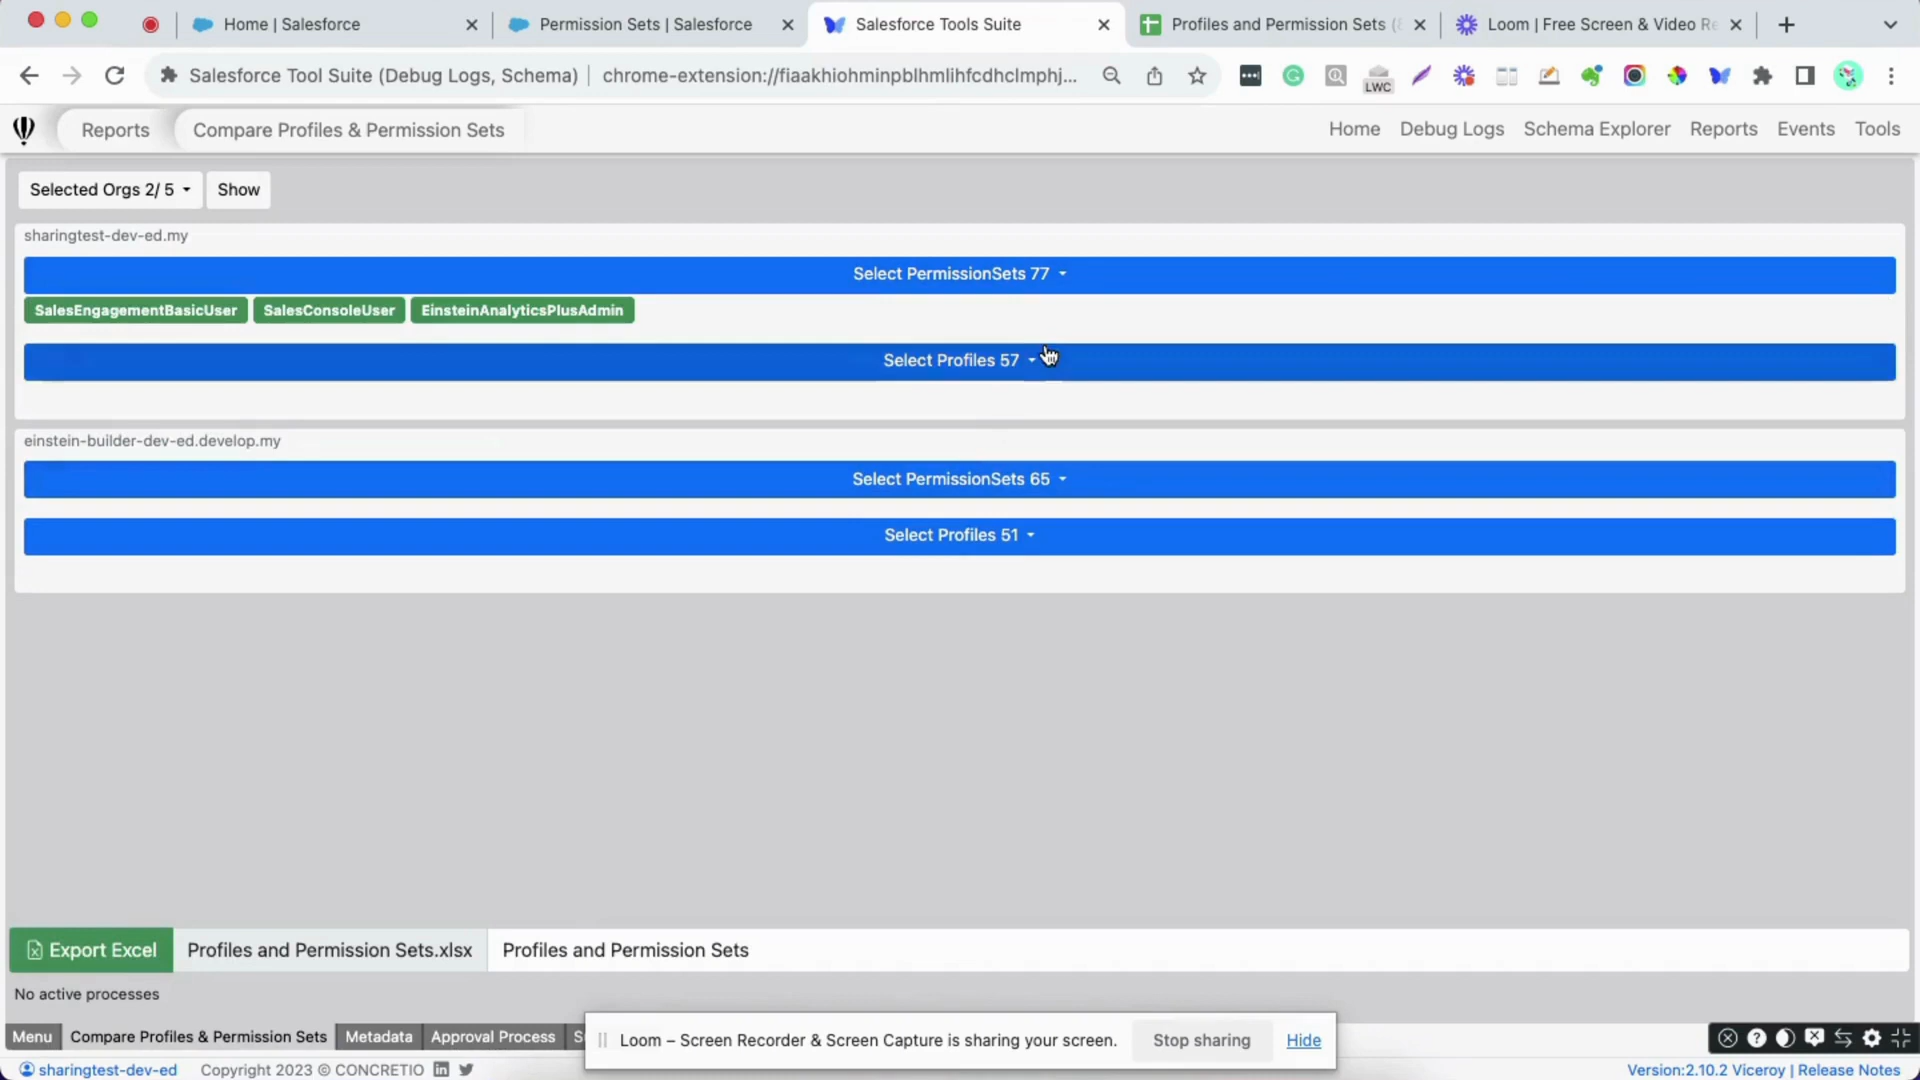 Home | Salesforce
Permission Sets | Salesforce
Salesforce Tools Suite
Profiles and Permission Sets (
Loom | Free Screen & Video Re
Salesforce Tool Suite (Debug Logs, Schema)
chrome-extension://fiaakhiohminpblhmlihfcdhclmphj...
LWC
Reports
Compare Profiles & Permission Sets
Home
Debug Logs
Schema Explorer
Reports
Events
Tools
Selected Orgs 2/ 5
Show
sharingtest-dev-ed.my
Select PermissionSets 77
SalesEngagementBasicUser
SalesConsoleUser
EinsteinAnalyticsPlusAdmin
Select Profiles 57
einstein-builder-dev-ed.develop.my
Select PermissionSets 65
Select Profiles 51
Export Excel
Profiles and Permission Sets.xlsx
Profiles and Permission Sets
No active processes
Menu
Compare Profiles & Permission Sets
Metadata
Approval Process
Loom – Screen Recorder & Screen Capture is sharing your screen.
Stop sharing
Hide
sharingtest-dev-ed
Copyright 2023 © CONCRETIO
Version:2.10.2 Viceroy | Release Notes